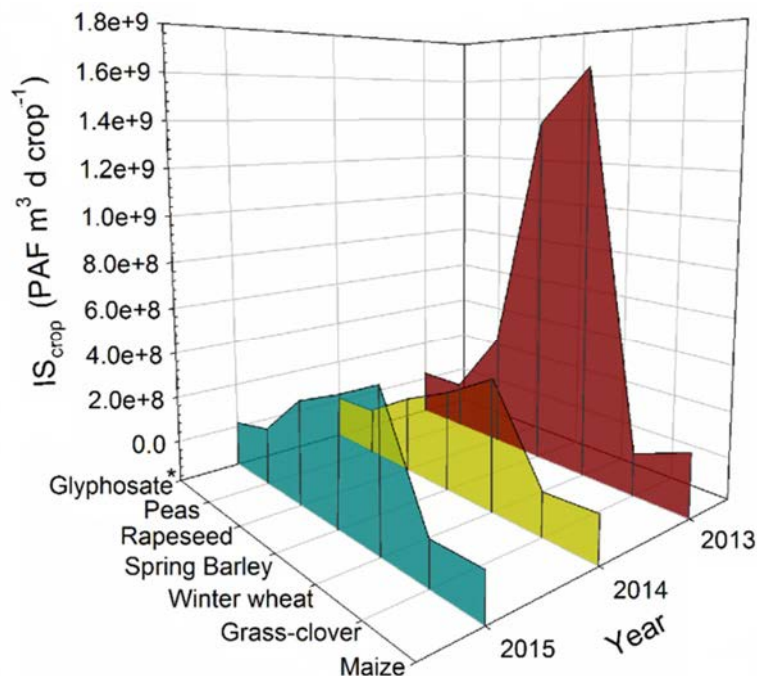 1.8e+9
1.6e+9
1.4e+9
1.2e+9
1.0e+9
8.0e+8
6.0e+8
4.0e+8
2.0e+8
0.0
IScrop (PAF m³ d crop⁻¹)
Glyphosate*
Peas
Rapeseed
Spring Barley
Winter wheat
Grass-clover
Maize
2015
2014
2013
Year